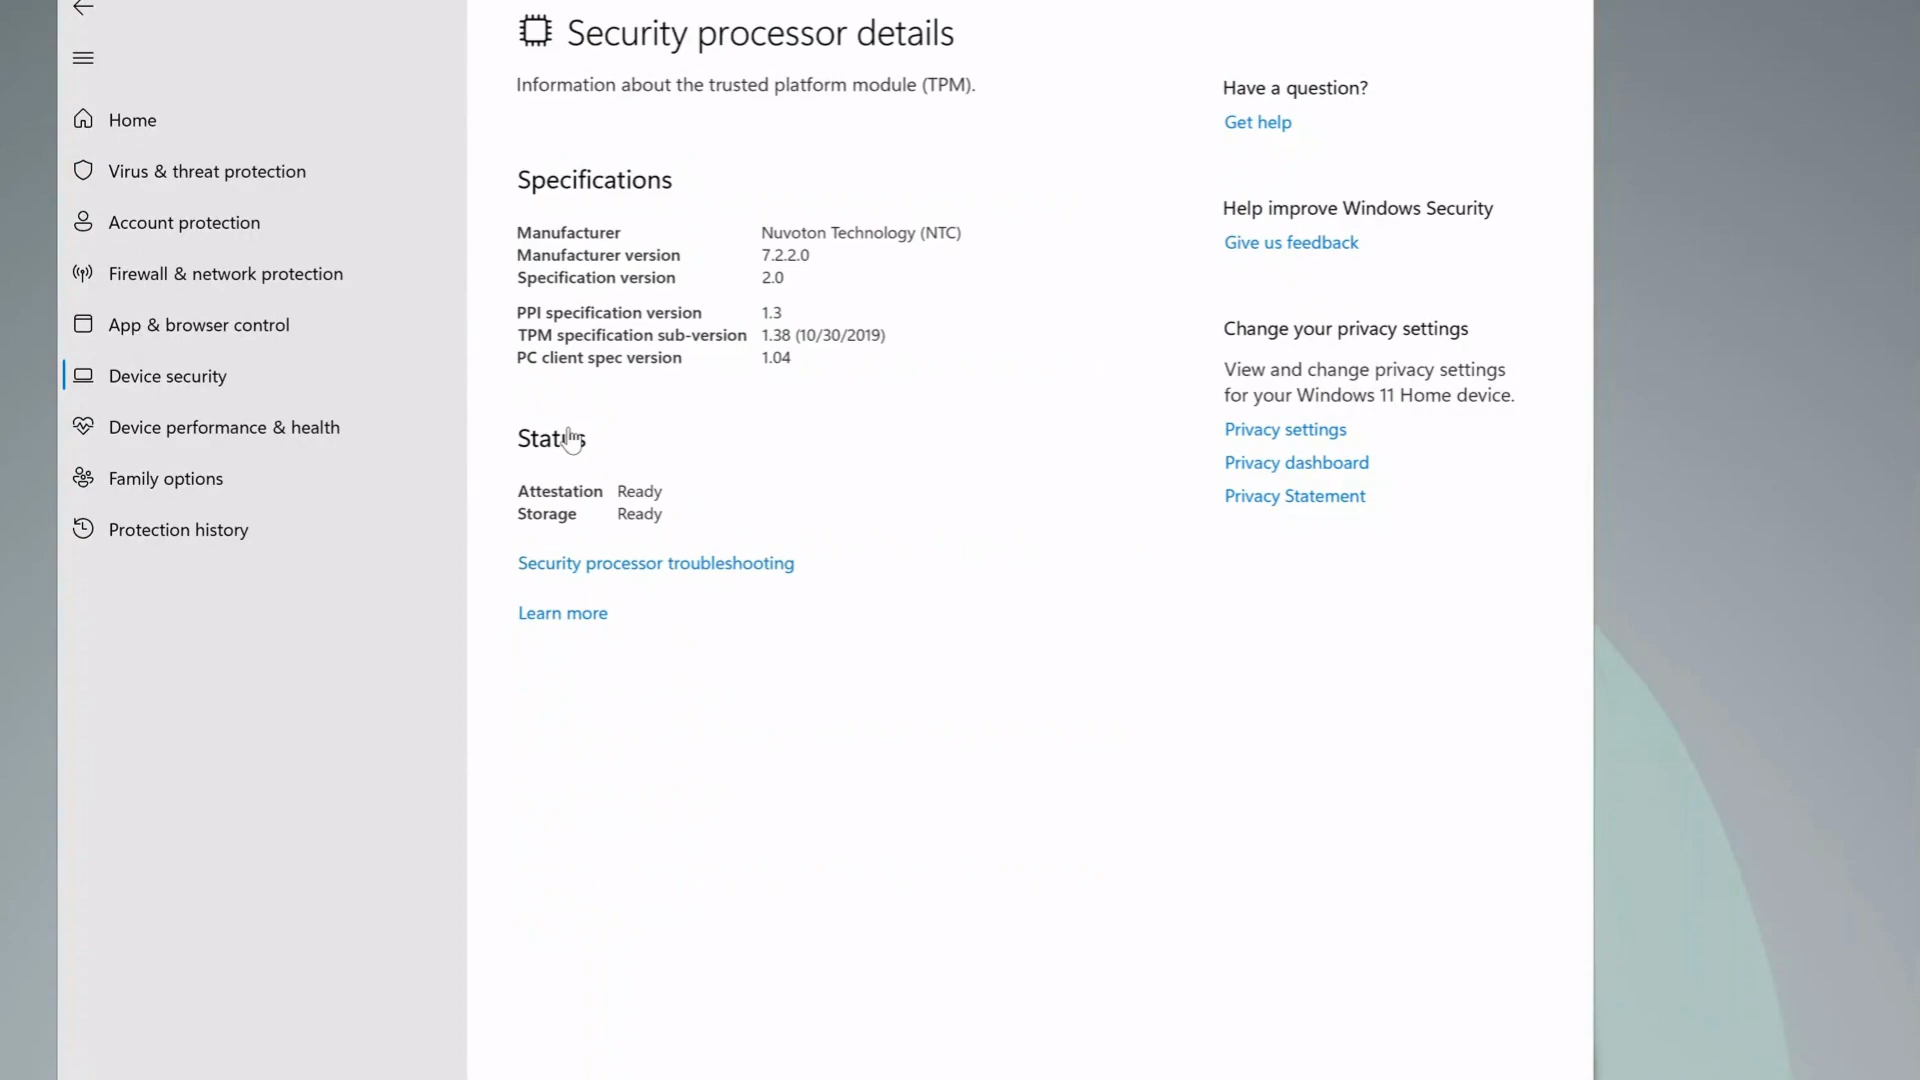 Security processor details
Information about the trusted platform module (TPM).
Home
Virus & threat protection
Account protection
Firewall & network protection
App & browser control
Device security
Device performance & health
Family options
Protection history
Specifications
Manufacturer Nuvoton Technology (NTC)
Manufacturer version 7.2.2.0
Specification version 2.0
PPI specification version 1.3
TPM specification sub-version 1.38 (10/30/2019)
PC client spec version 1.04
Status
Attestation Ready
Storage Ready
Security processor troubleshooting
Learn more
Have a question?
Get help
Help improve Windows Security
Give us feedback
Change your privacy settings
View and change privacy settings
for your Windows 11 Home device.
Privacy settings
Privacy dashboard
Privacy Statement